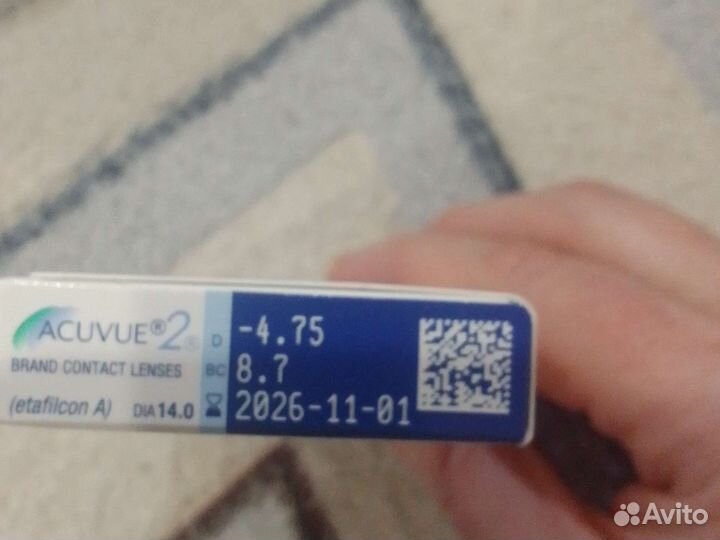 ACUVUE®2®
BRAND CONTACT LENSES
(etafilcon A) DIA 14.0
D -4.75
BC 8.7
2026-11-01
Avito